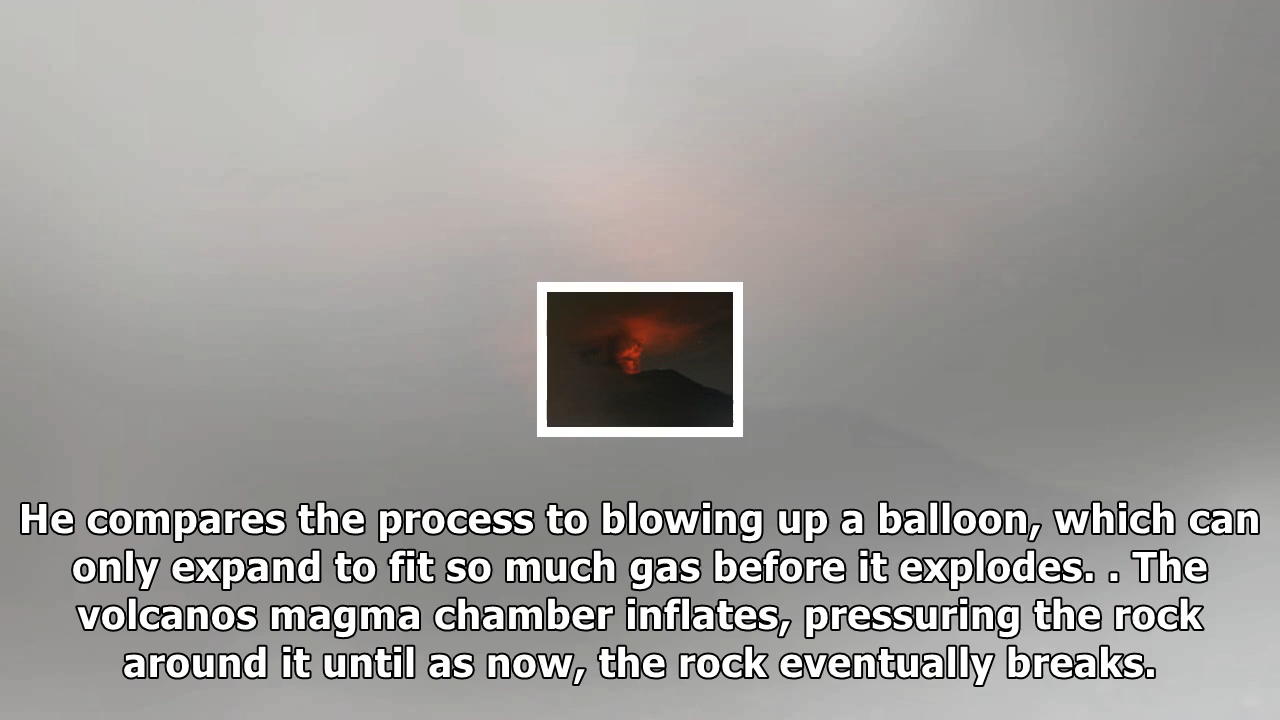 He compares the process to blowing up a balloon, which can
only expand to fit so much gas before it explodes. . The
volcanos magma chamber inflates, pressuring the rock
around it until as now, the rock eventually breaks.